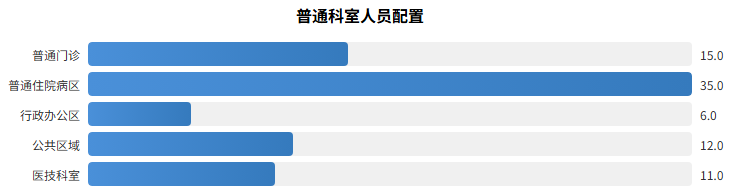 普通科室人员配置
普通门诊 15.0
普通住院病区 35.0
行政办公区 6.0
公共区域 12.0
医技科室 11.0